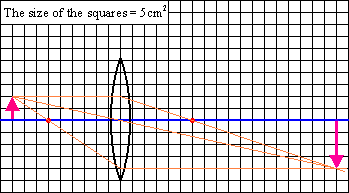 The size of the squares = 5 cm²